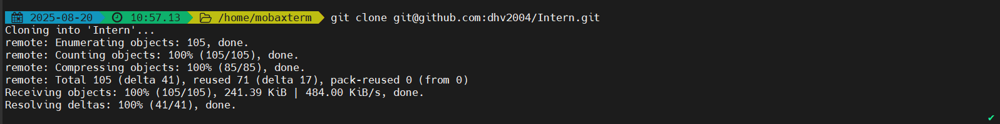 2025-08-20 10:57.13 /home/mobaxterm git clone git@github.com:dhv2004/Intern.git
Cloning into 'Intern'...
remote: Enumerating objects: 105, done.
remote: Counting objects: 100% (105/105), done.
remote: Compressing objects: 100% (85/85), done.
remote: Total 105 (delta 41), reused 71 (delta 17), pack-reused 0 (from 0)
Receiving objects: 100% (105/105), 241.39 KiB | 484.00 KiB/s, done.
Resolving deltas: 100% (41/41), done.